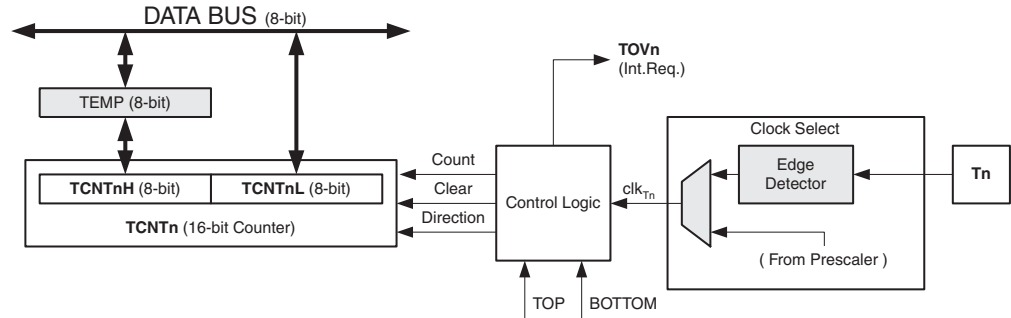 DATA BUS (8-bit)
TOVn
(Int.Req.)
TEMP (8-bit)
Clock Select
Count
Edge
Detector
Tn
TCNTnH (8-bit) TCNTnL (8-bit)
Clear
Control Logic
clkTn
TCNTn (16-bit Counter)
Direction
( From Prescaler )
TOP
BOTTOM